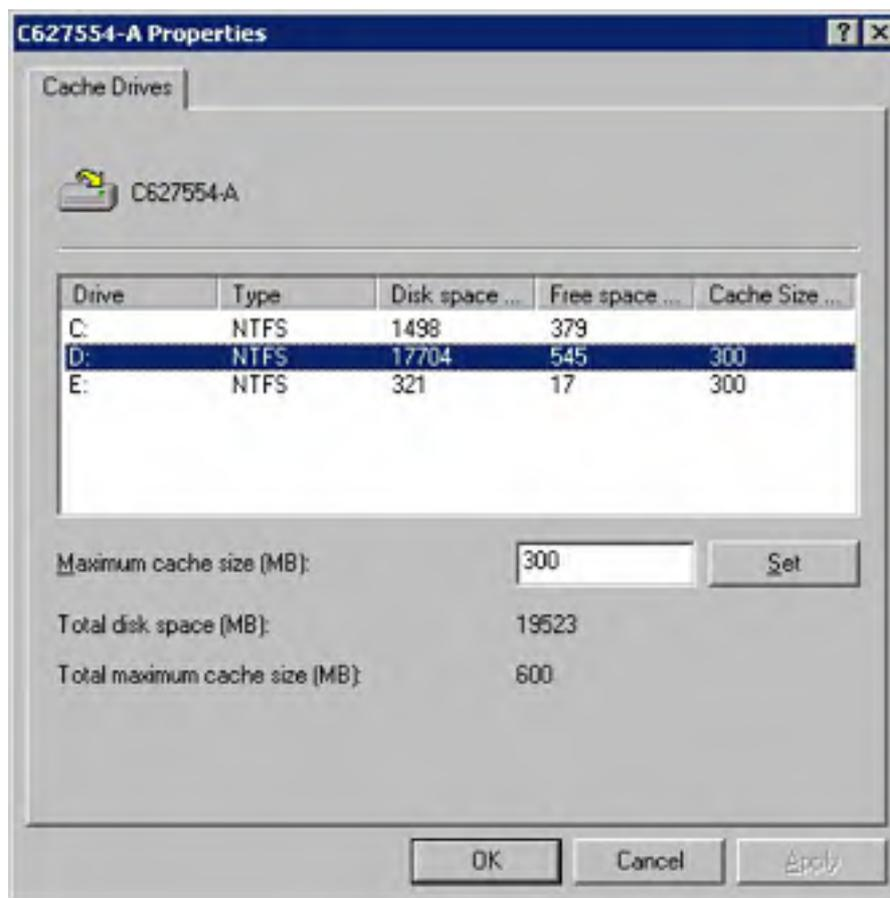 C627554-A Properties
Cache Drives
C627554-A
Drive Type Disk space ... Free space ... Cache Size ...
C: NTFS 1498 379
D: NTFS 17704 545 300
E: NTFS 321 17 300
Maximum cache size (MB): 300 Set
Total disk space (MB): 19523
Total maximum cache size (MB): 600
OK Cancel Apply